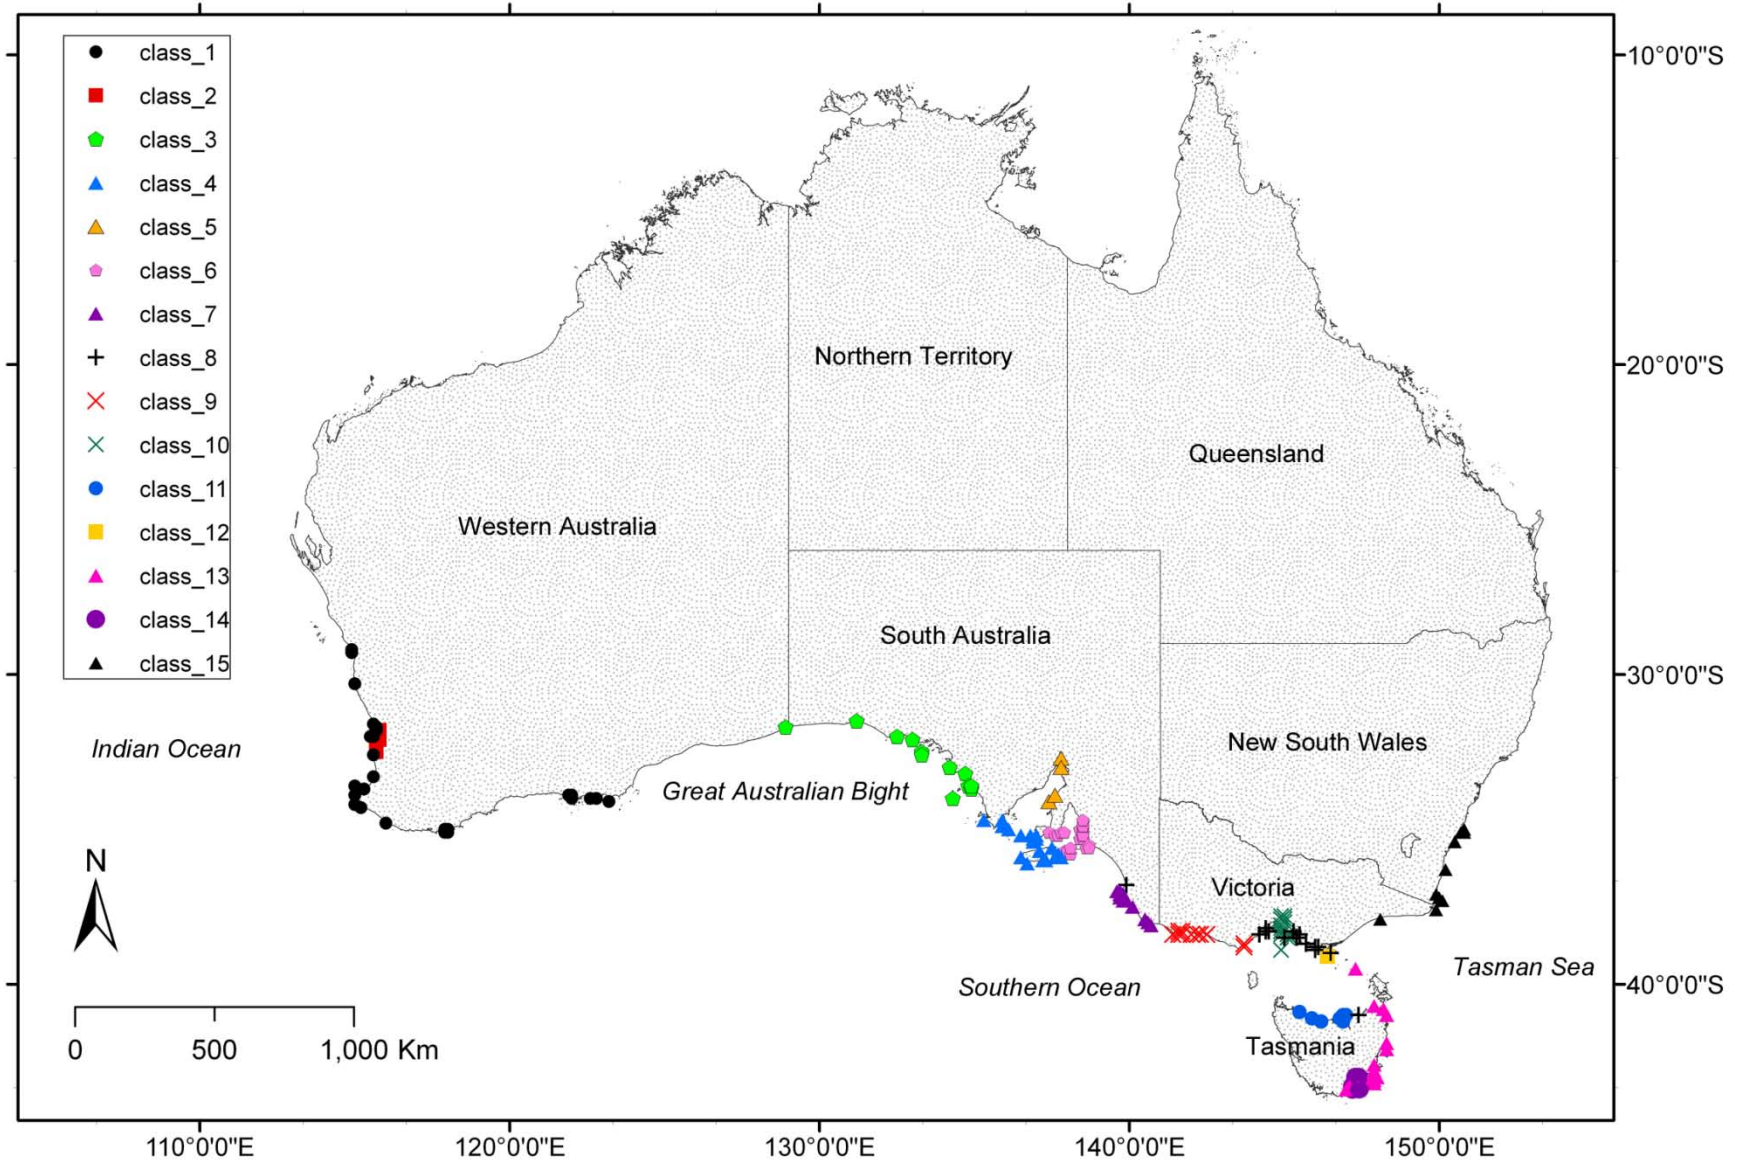 class_1
class_2
class_3
class_4
class_5
class_6
class_7
class_8
class_9
class_10
class_11
class_12
class_13
class_14
class_15
10°0'0"S
20°0'0"S
30°0'0"S
40°0'0"S
Northern Territory
Queensland
Western Australia
South Australia
New South Wales
Indian Ocean
Great Australian Bight
Victoria
Southern Ocean
Tasman Sea
Tasmania
N
0 500 1,000 Km
110°0'0"E 120°0'0"E 130°0'0"E 140°0'0"E 150°0'0"E